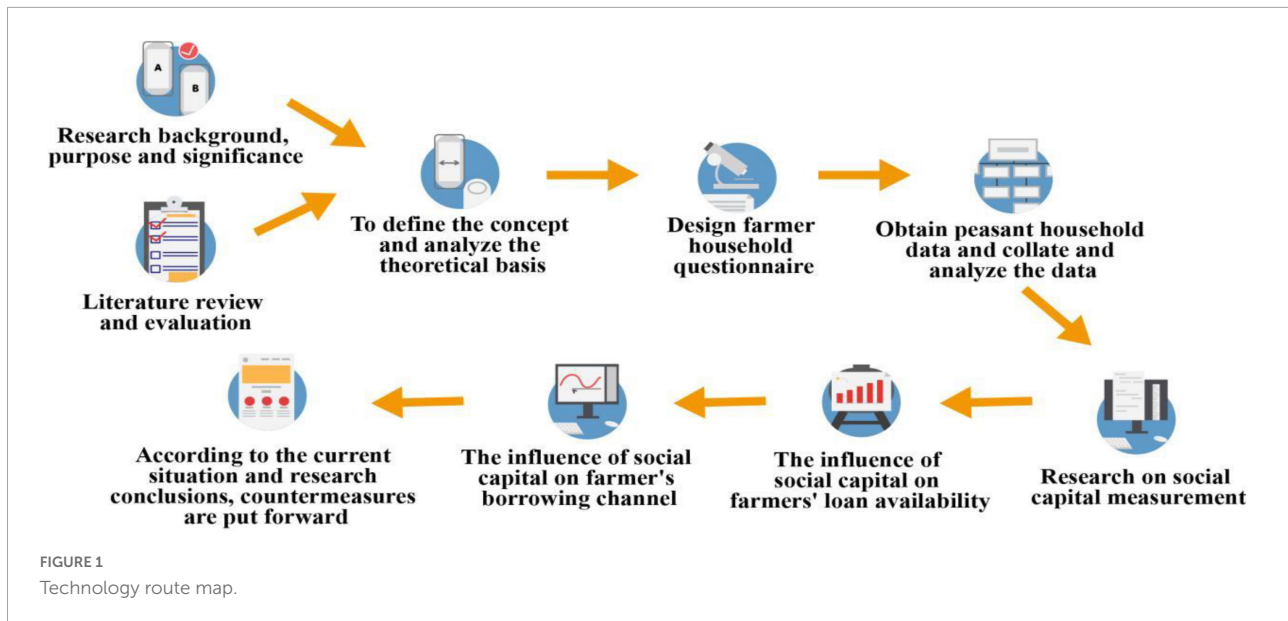 A
B
Research background,
purpose and significance
Literature review
and evaluation
To define the concept
and analyze the
theoretical basis
Design farmer
household
questionnaire
Obtain peasant household
data and collate and
analyze the data
Research on social
capital measurement
The influence of
social capital on
farmers' loan availability
The influence of social
capital on farmer's
borrowing channel
According to the current
situation and research
conclusions, countermeasures
are put forward
FIGURE 1
Technology route map.